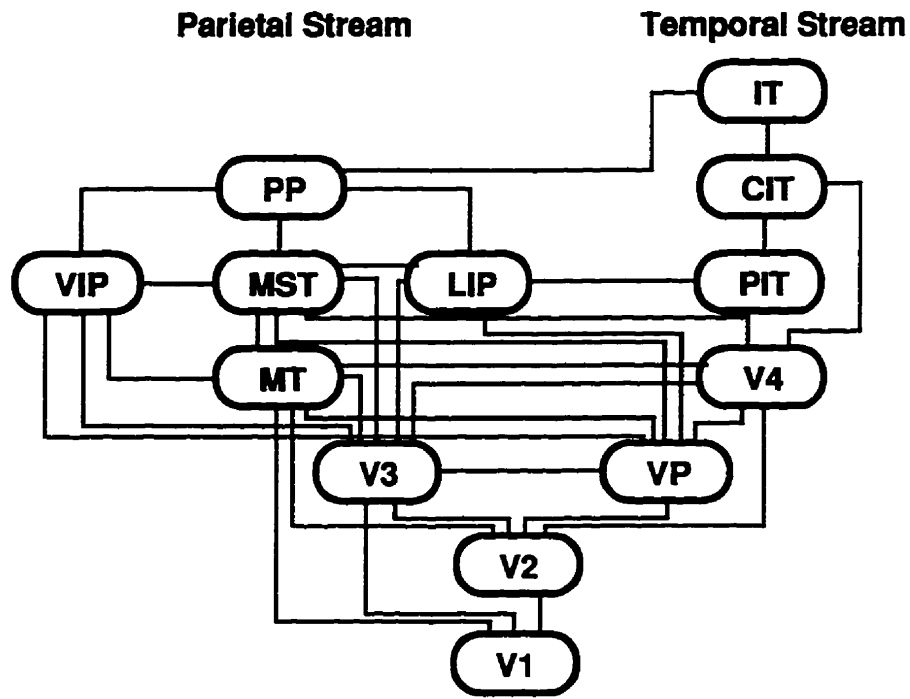 Parietal Stream Temporal Stream
IT
PP CIT
VIP MST LIP PIT
MT V4
V3 VP
V2
V1